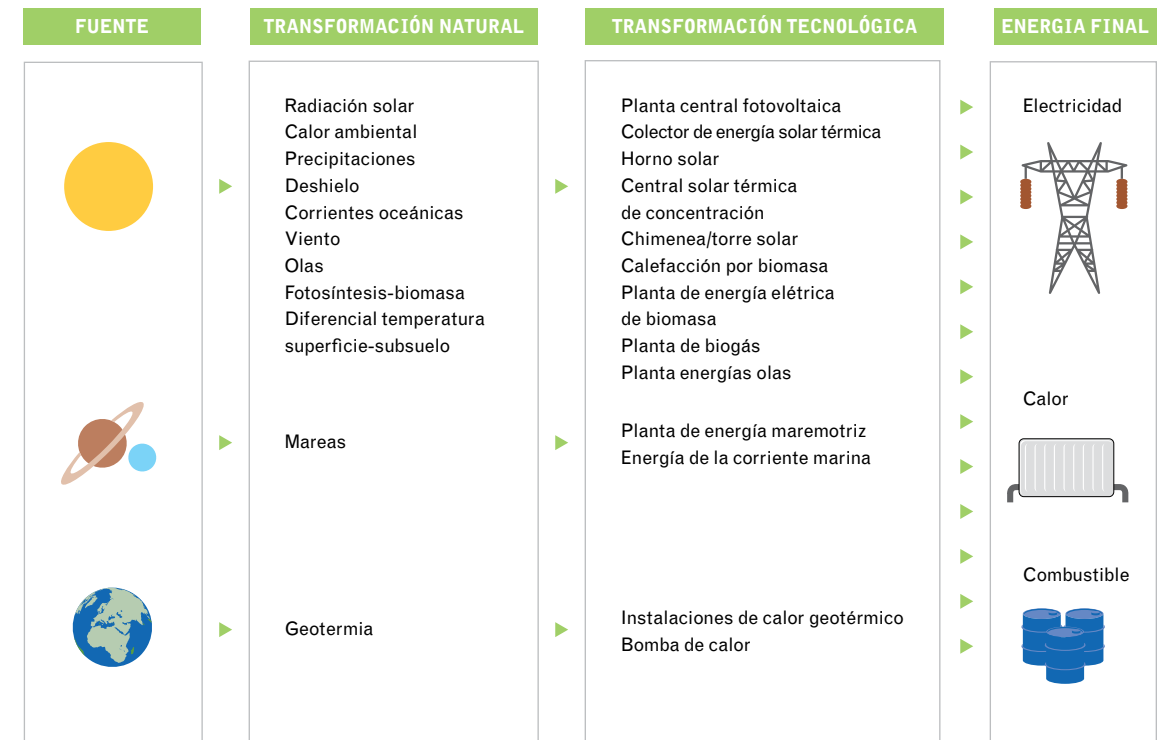 FUENTE
TRANSFORMACIÓN NATURAL
TRANSFORMACIÓN TECNOLÓGICA
ENERGIA FINAL
Radiación solar
Calor ambiental
Precipitaciones
Deshielo
Corrientes oceánicas
Viento
Olas
Fotosíntesis-biomasa
Diferencial temperatura
superficie-subsuelo
Mareas
Geotermia
Planta central fotovoltaica
Colector de energía solar térmica
Horno solar
Central solar térmica
de concentración
Chimenea/torre solar
Calefacción por biomasa
Planta de energía elétrica
de biomasa
Planta de biogás
Planta energías olas
Planta de energía maremotriz
Energía de la corriente marina
Instalaciones de calor geotérmico
Bomba de calor
Electricidad
Calor
Combustible